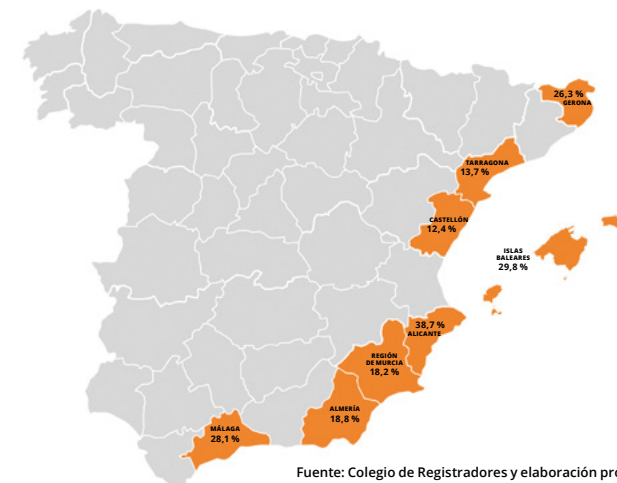 26,3 %
GERONA
TARRAGONA
13,7 %
CASTELLÓN
12,4 %
ISLAS
BALEARES
29,8 %
38,7 %
ALICANTE
REGIÓN
DE MURCIA
18,2 %
ALMERÍA
18,8 %
MÁLAGA
28,1 %
Fuente: Colegio de Registradores y elaboración pro